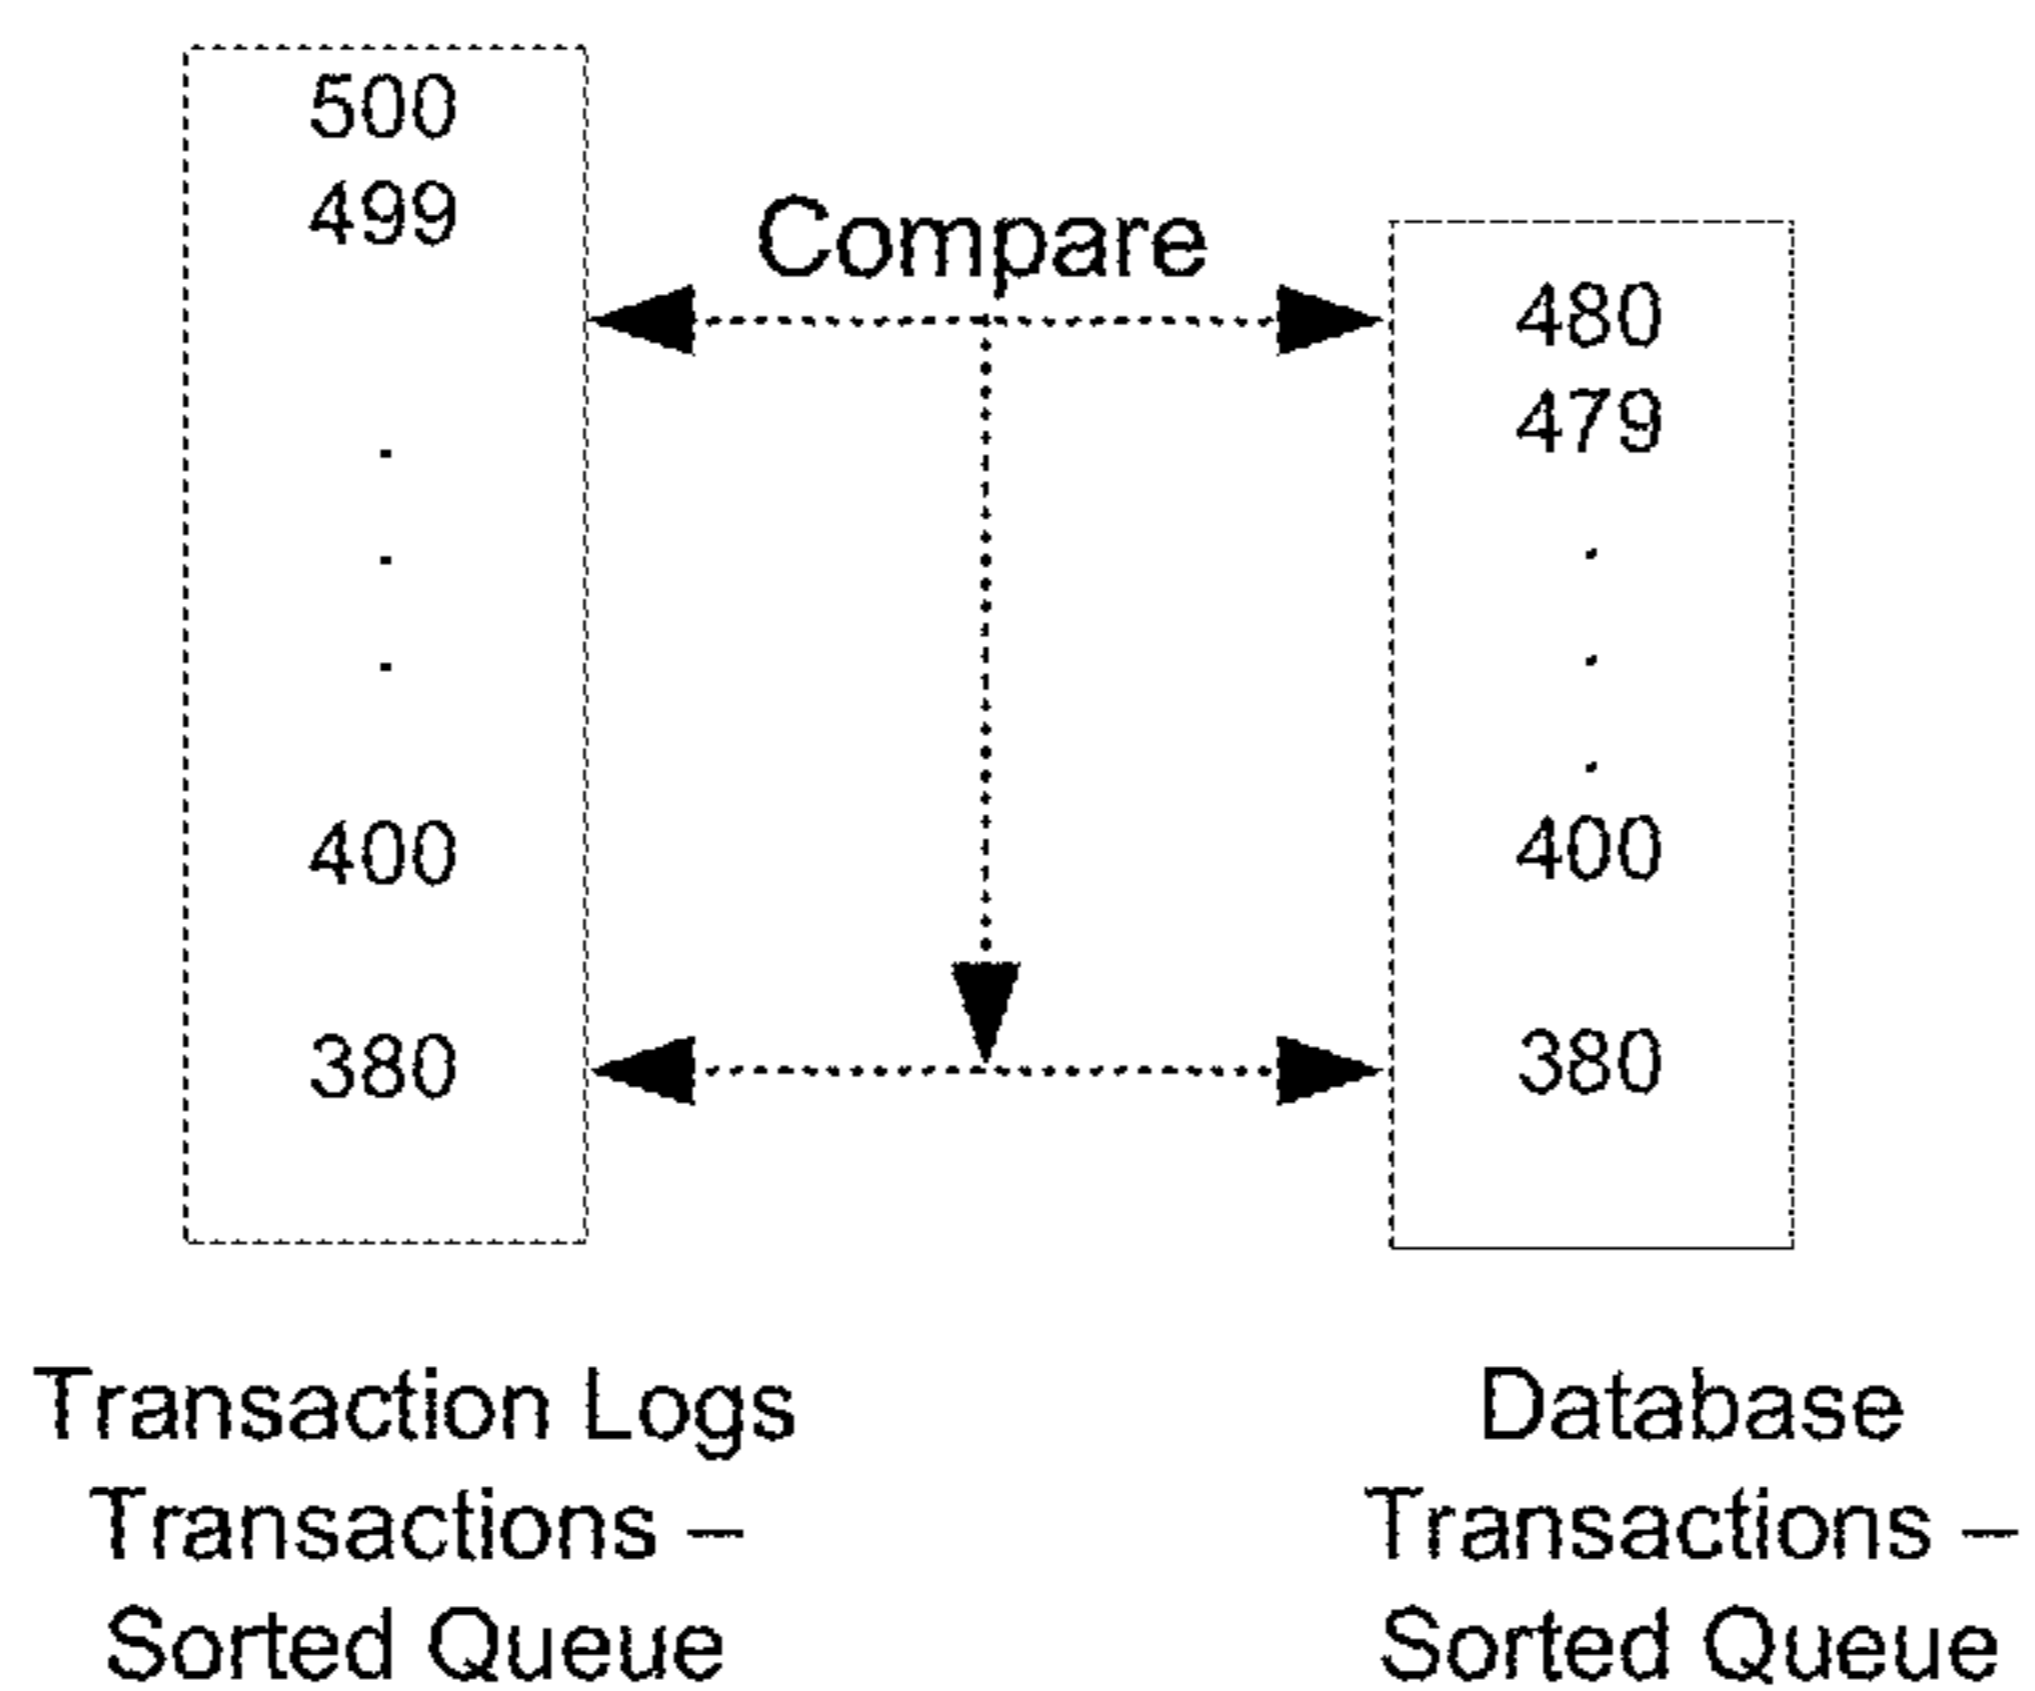 500
499
.
.
.
400
380
Compare
480
479
.
.
.
400
380
Transaction Logs
Transactions –
Sorted Queue
Database
Transactions –
Sorted Queue